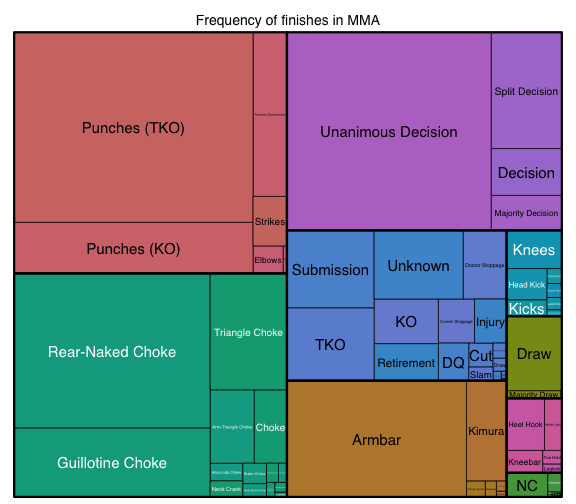 Frequency of finishes in MMA
Punches (TKO)
Punches (KO)
Strikes
Elbows
Unanimous Decision
Split Decision
Decision
Majority Decision
Submission
Unknown
Doctor Stoppage
TKO
KO
Corner Stoppage
Injury
Retirement
DQ
Cut
Slam
Draw
Knees
Head Kick
Kicks
Draw
Majority Draw
Rear-Naked Choke
Guillotine Choke
Triangle Choke
Arm-Triangle Choke
Choke
Anaconda Choke
Neck Crank
Armbar
Kimura
Heel Hook
Kneebar
NC